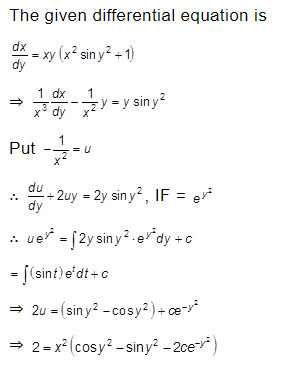 The given differential equation is
dx/dy = xy (x² sin y² + 1)
⇒ 1/x³ dx/dy − 1/x² y = y sin y²
Put − 1/x² = u
∴ du/dy + 2uy = 2y sin y², IF = e^(y²)
∴ ue^(y²) = ∫2y sin y² · e^(y²) dy + c
= ∫(sin t) e^t dt + c
⇒ 2u = (sin y² − cos y²) + ce^(−y²)
⇒ 2 = x² (cos y² − sin y² − 2ce^(−y²))